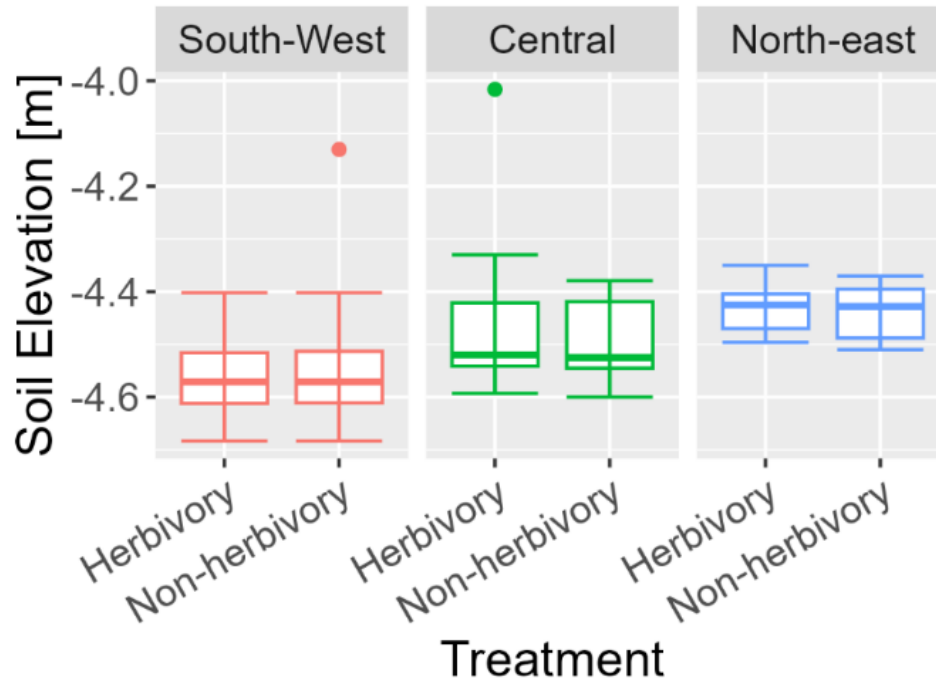 South-West
Central
North-east
Soil Elevation [m]
-4.0
-4.2
-4.4
-4.6
Herbivory
Non-herbivory
Herbivory
Non-herbivory
Herbivory
Non-herbivory
Treatment